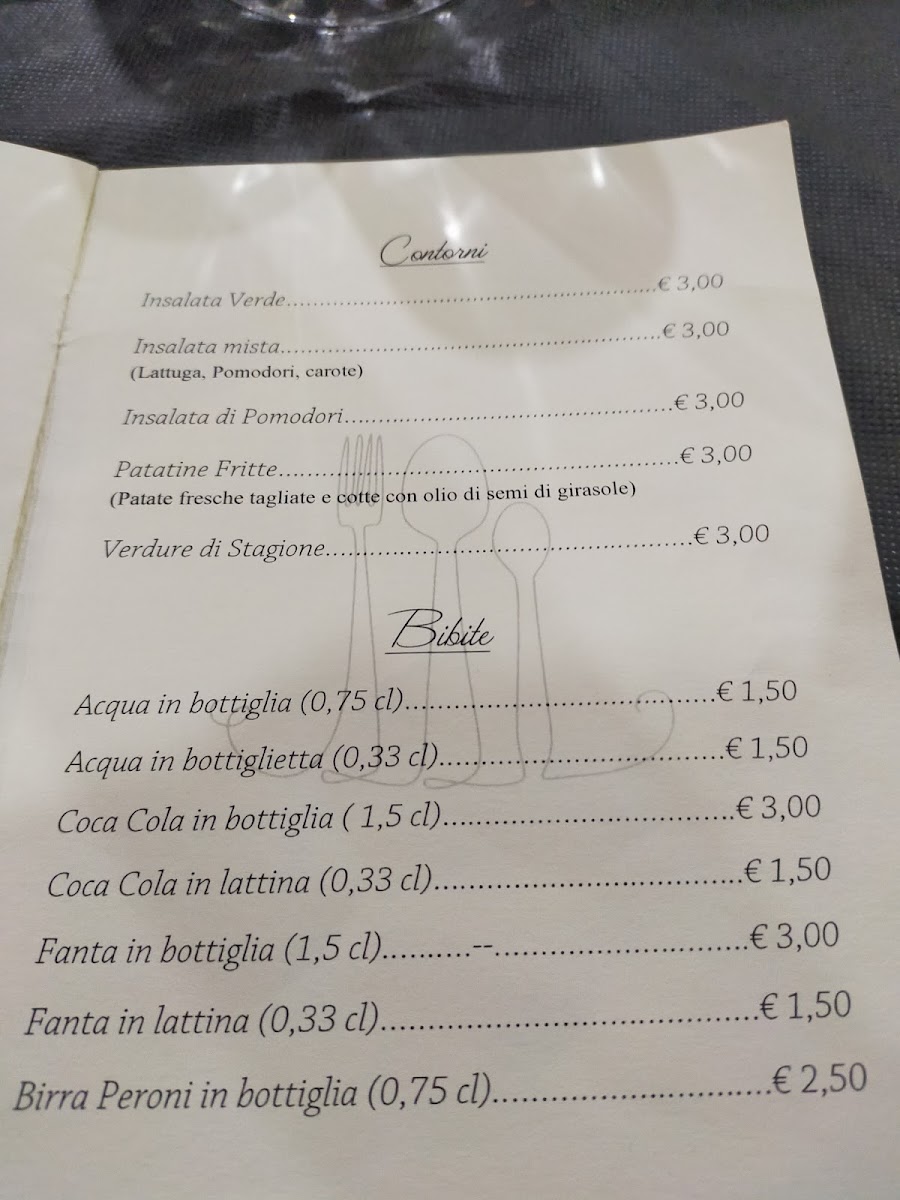 Contorni
Insalata Verde..........€ 3,00
Insalata mista..........€ 3,00
(Lattuga, Pomodori, carote)
Insalata di Pomodori..........€ 3,00
Patatine Fritte..........€ 3,00
(Patate fresche tagliate e cotte con olio di semi di girasole)
Verdure di Stagione..........€ 3,00
Bibite
Acqua in bottiglia (0,75 cl)..........€ 1,50
Acqua in bottiglietta (0,33 cl)..........€ 1,50
Coca Cola in bottiglia ( 1,5 cl)..........€ 3,00
Coca Cola in lattina (0,33 cl)..........€ 1,50
Fanta in bottiglia (1,5 cl)..........--..........€ 3,00
Fanta in lattina (0,33 cl)..........€ 1,50
Birra Peroni in bottiglia (0,75 cl)..........€ 2,50